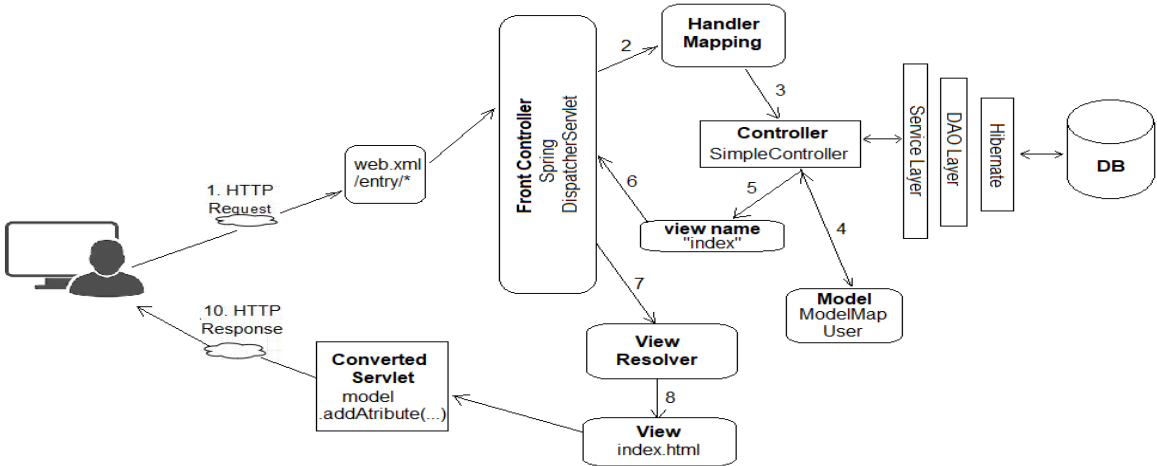 1. HTTP
Request
web.xml
/entry/*
Front Controller
Spring
DispatcherServlet
2
Handler
Mapping
3
Controller
SimpleController
Service Layer
DAO Layer
Hibernate
DB
4
Model
ModelMap
User
5
view name
"index"
6
7
View
Resolver
8
View
index.html
Converted
Servlet
model
.addAtribute(...)
10. HTTP
Response